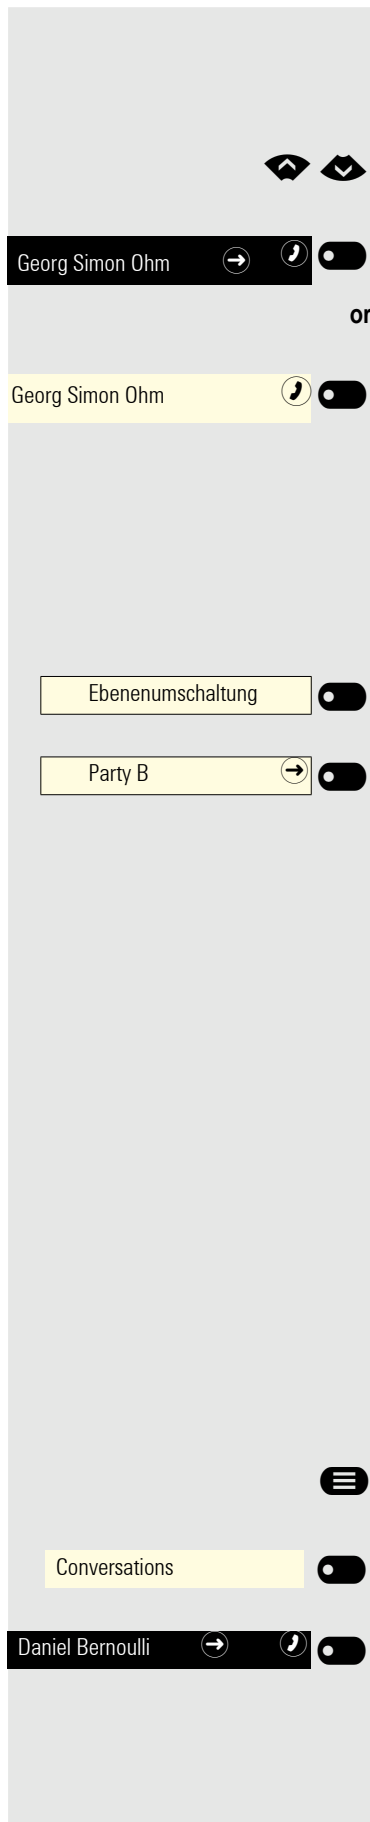 Georg Simon Ohm
or
Georg Simon Ohm
Ebenenumschaltung
Party B
Conversations
Daniel Bernoulli